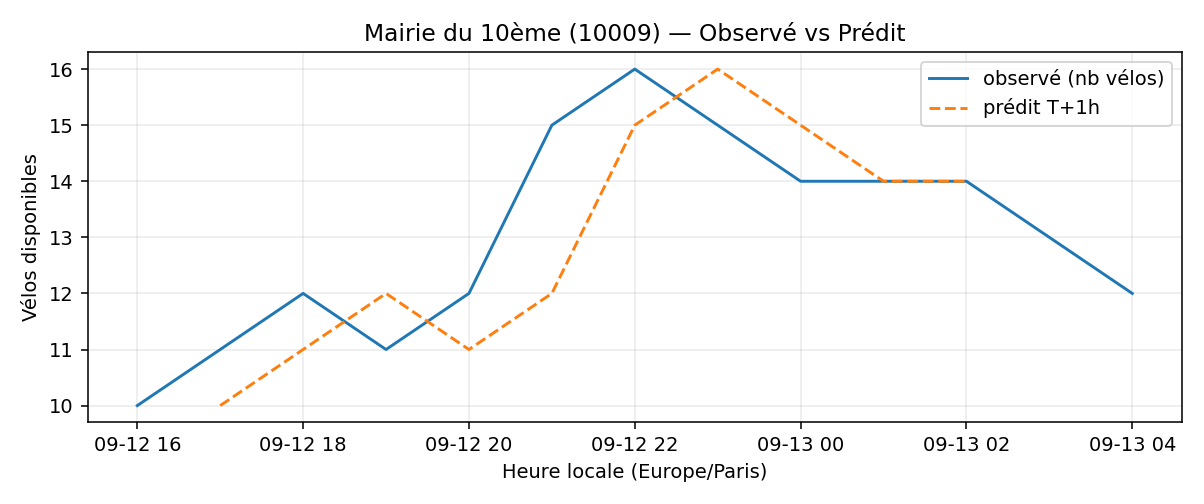 Mairie du 10ème (10009) — Observé vs Prédit
observé (nb vélos)
prédit T+1h
Vélos disponibles
16
15
14
13
12
11
10
09-12 16 09-12 18 09-12 20 09-12 22 09-13 00 09-13 02 09-13 04
Heure locale (Europe/Paris)